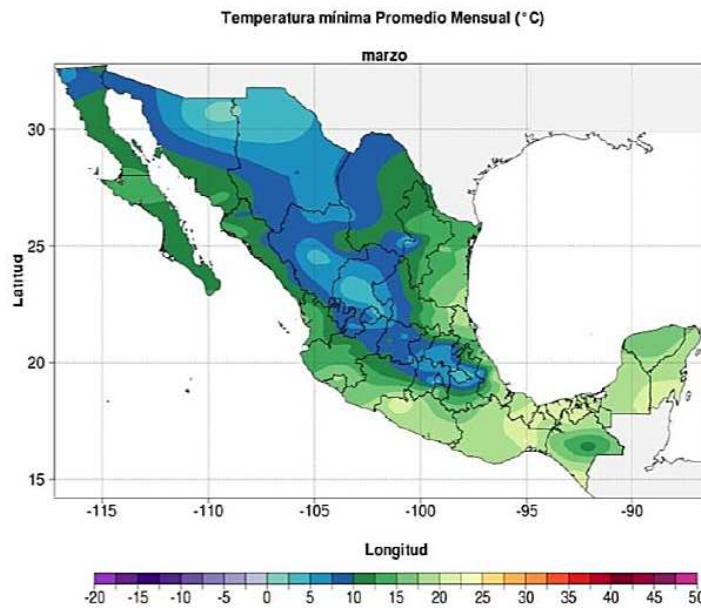 Temperatura mínima Promedio Mensual (°C)
marzo
30
25
20
15
Latitud
-115 -110 -105 -100 -95 -90
Longitud
-20 -15 -10 -5 0 5 10 15 20 25 30 35 40 45 50